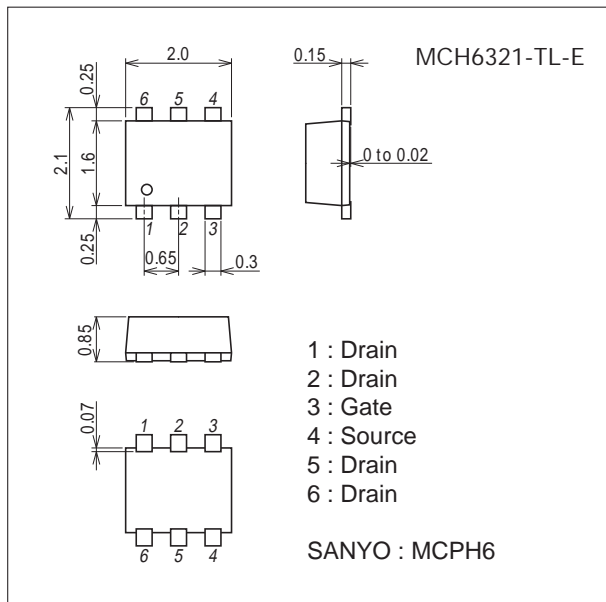 MCH6321-TL-E
2.0
0.15
0.25
6 5 4
2.1
1.6
0 to 0.02
0.25
1 2 3
0.65
0.3
0.85
1 : Drain
2 : Drain
3 : Gate
4 : Source
5 : Drain
6 : Drain
0.07
1 2 3
6 5 4
SANYO : MCPH6